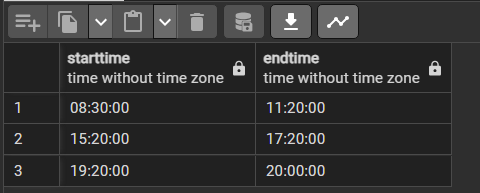 starttime endtime
time without time zone time without time zone
1 08:30:00 11:20:00
2 15:20:00 17:20:00
3 19:20:00 20:00:00